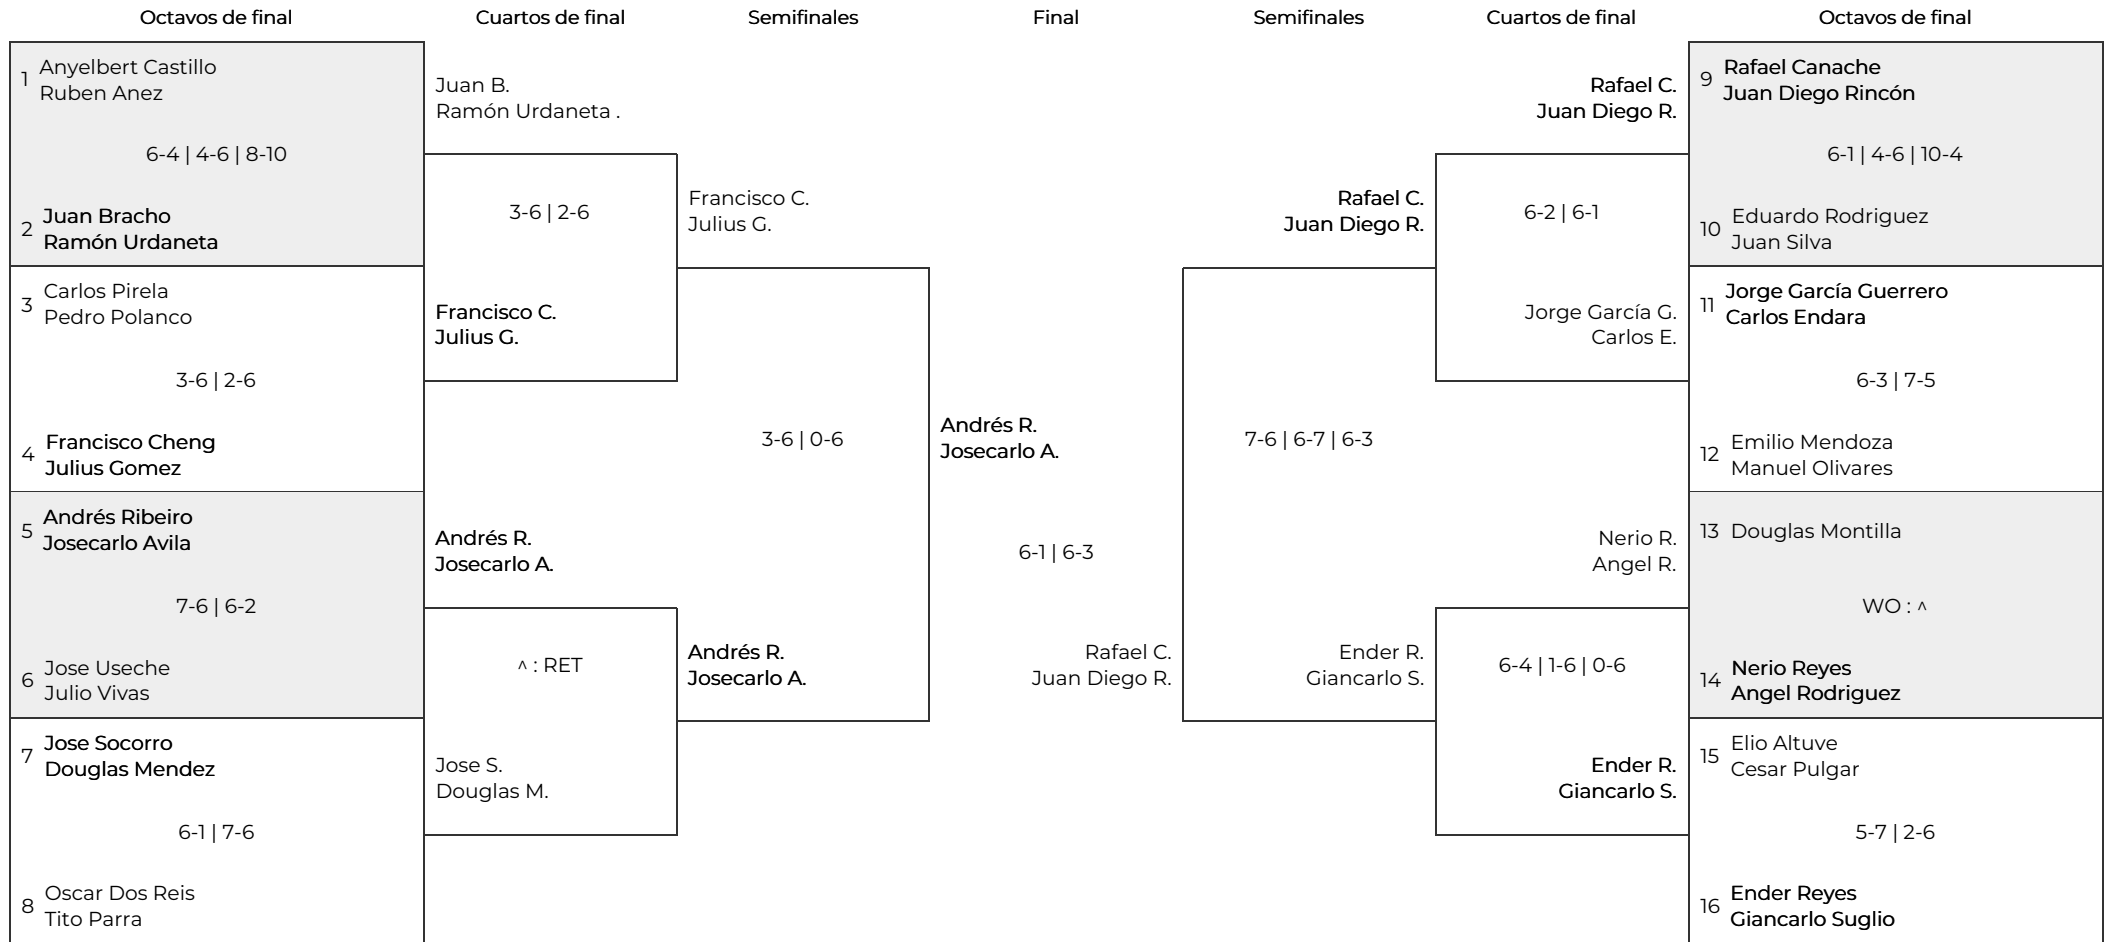 Octavos de final
Cuartos de final
Semifinales
Final
Semifinales
Cuartos de final
Octavos de final
1
Anyelbert Castillo
Ruben Anez
6-4 | 4-6 | 8-10
2
Juan Bracho
Ramón Urdaneta
3
Carlos Pirela
Pedro Polanco
3-6 | 2-6
4
Francisco Cheng
Julius Gomez
5
Andrés Ribeiro
Josecarlo Avila
7-6 | 6-2
6
Jose Useche
Julio Vivas
7
Jose Socorro
Douglas Mendez
6-1 | 7-6
8
Oscar Dos Reis
Tito Parra
Juan B.
Ramón Urdaneta .
3-6 | 2-6
Francisco C.
Julius G.
Andrés R.
Josecarlo A.
^ : RET
Jose S.
Douglas M.
Francisco C.
Julius G.
3-6 | 0-6
Andrés R.
Josecarlo A.
Andrés R.
Josecarlo A.
6-1 | 6-3
Rafael C.
Juan Diego R.
Rafael C.
Juan Diego R.
7-6 | 6-7 | 6-3
Ender R.
Giancarlo S.
Rafael C.
Juan Diego R.
6-2 | 6-1
Jorge García G.
Carlos E.
Nerio R.
Angel R.
6-4 | 1-6 | 0-6
Ender R.
Giancarlo S.
9
Rafael Canache
Juan Diego Rincón
6-1 | 4-6 | 10-4
10
Eduardo Rodriguez
Juan Silva
11
Jorge García Guerrero
Carlos Endara
6-3 | 7-5
12
Emilio Mendoza
Manuel Olivares
13
Douglas Montilla
WO : ^
14
Nerio Reyes
Angel Rodriguez
15
Elio Altuve
Cesar Pulgar
5-7 | 2-6
16
Ender Reyes
Giancarlo Suglio